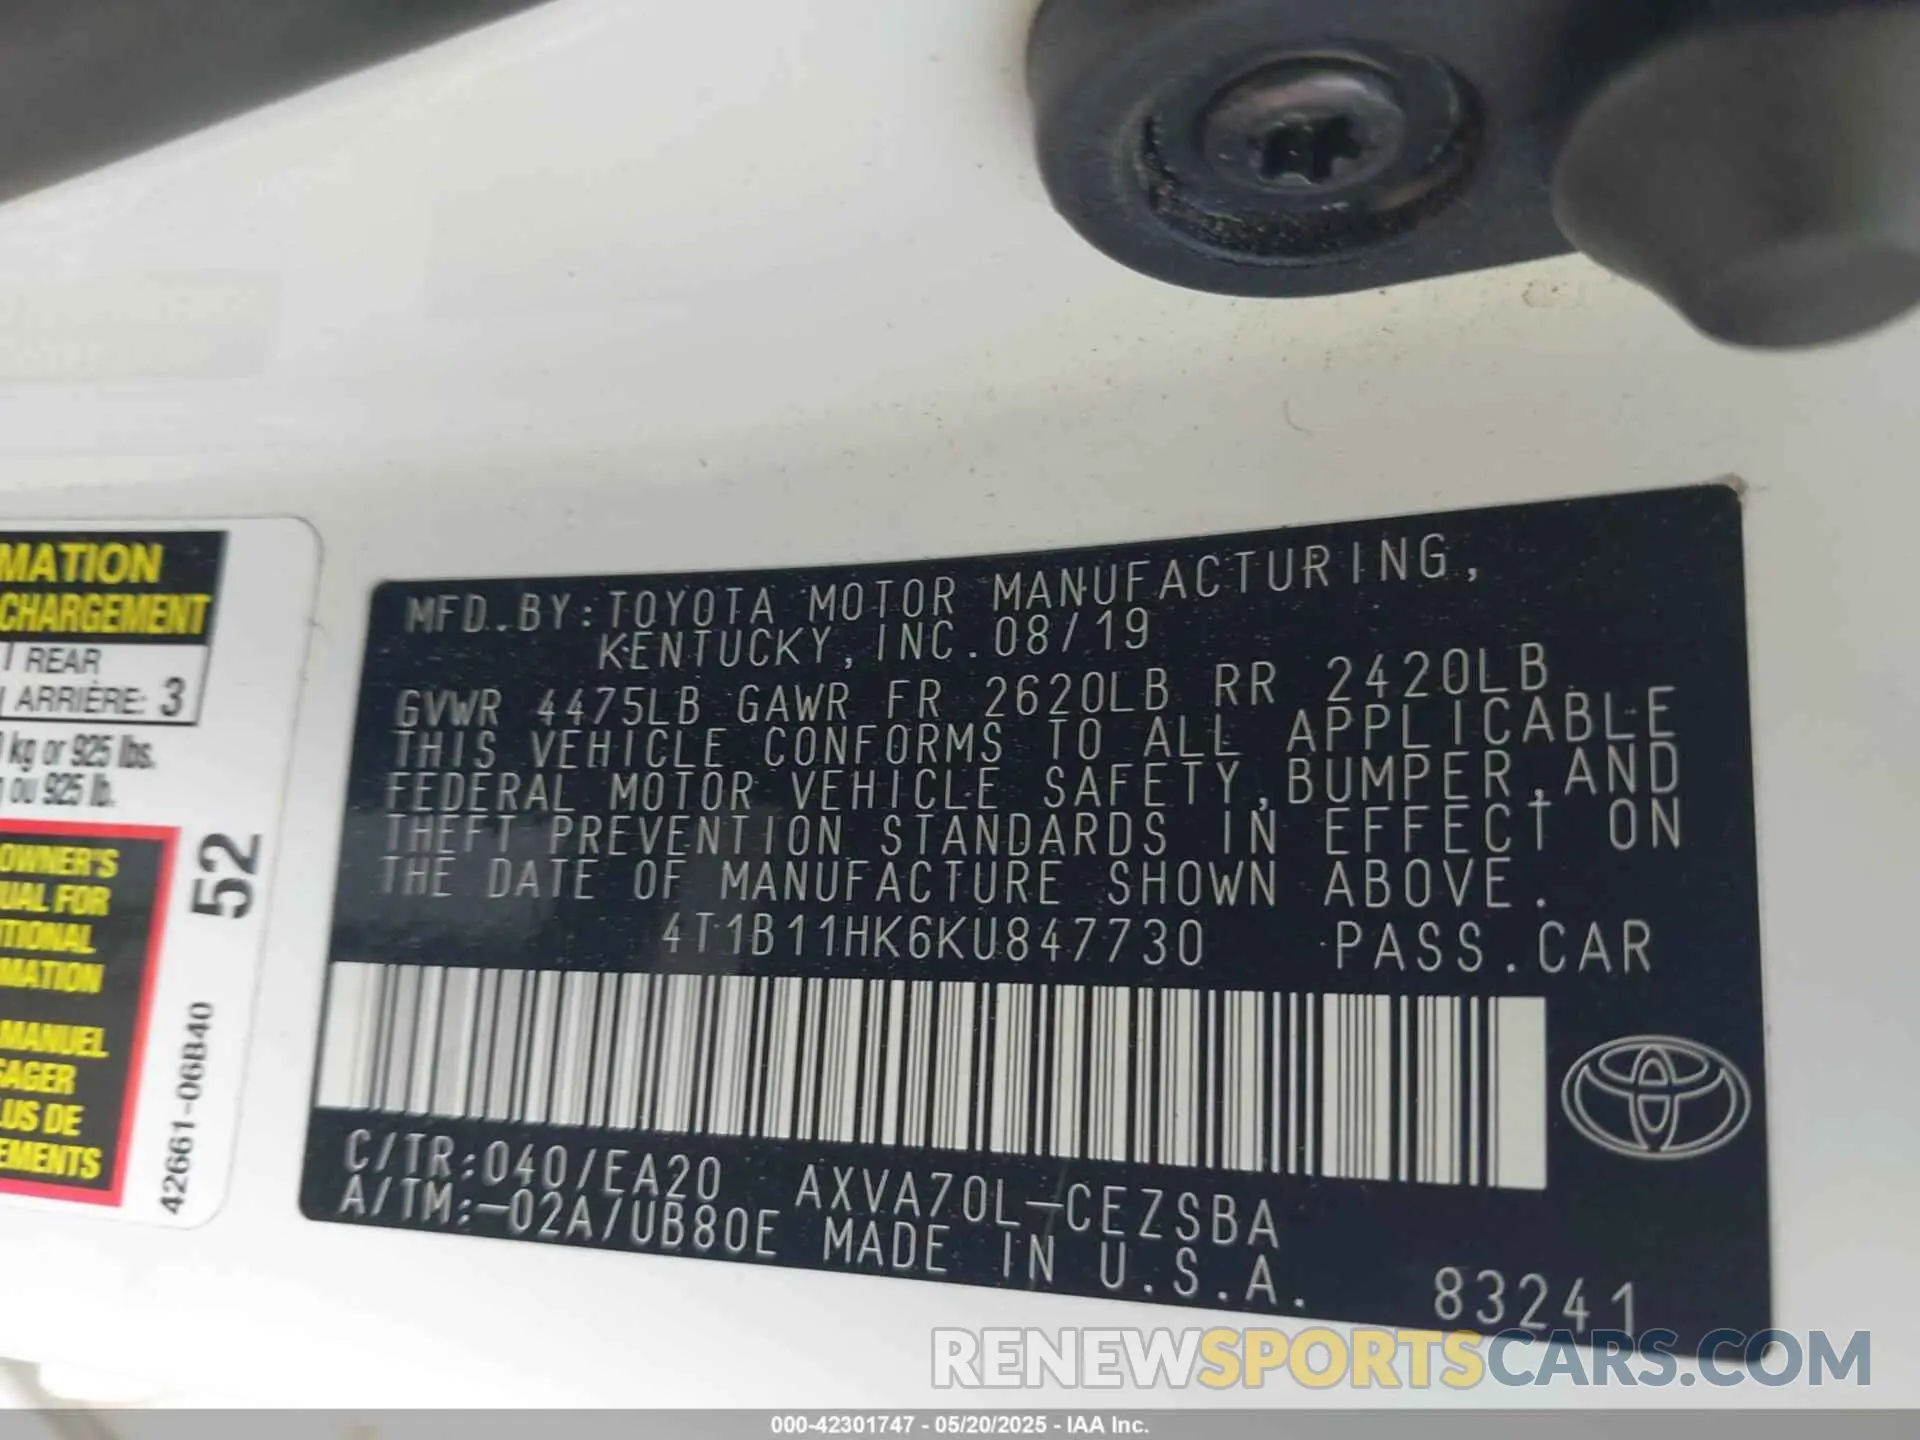 MATION
CHARGEMENT
REAR
ARRIÈRE: 3
kg or 925 lbs.
ou 925 lb.
OWNER'S
UAL FOR
ITIONAL
MATION
MANUEL
SAGER
LUS DE
EMENTS
52
42661-06B40
MFD. BY: TOYOTA MOTOR MANUFACTURING,
KENTUCKY, INC. 08/19
GVWR 4475LB GAWR FR 2620LB RR 2420LB
THIS VEHICLE CONFORMS TO ALL APPLICABLE
FEDERAL MOTOR VEHICLE SAFETY, BUMPER, AND
THEFT PREVENTION STANDARDS IN EFFECT ON
THE DATE OF MANUFACTURE SHOWN ABOVE.
4T1B11HK6KU847730 PASS. CAR
C/TR: 040/EA20 AXVA70L-CEZSBA
A/TM: -02A/UB80E MADE IN U.S.A.
83241
RENEWSPORTSCARS.COM
000-42301747 - 05/20/2025 - IAA Inc.